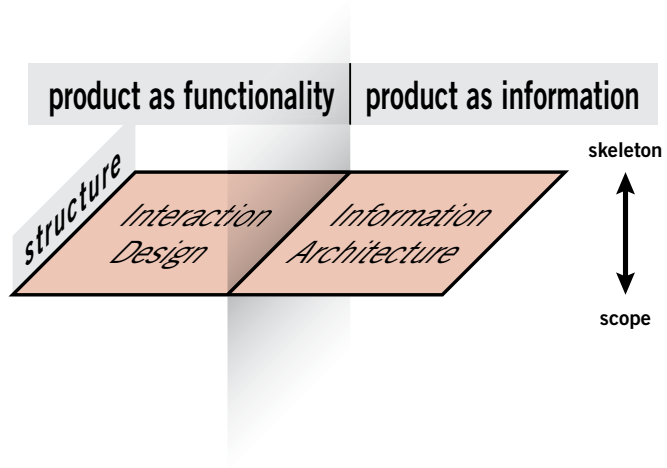 product as functionality
product as information
skeleton
structure
Interaction
Design
Information
Architecture
scope